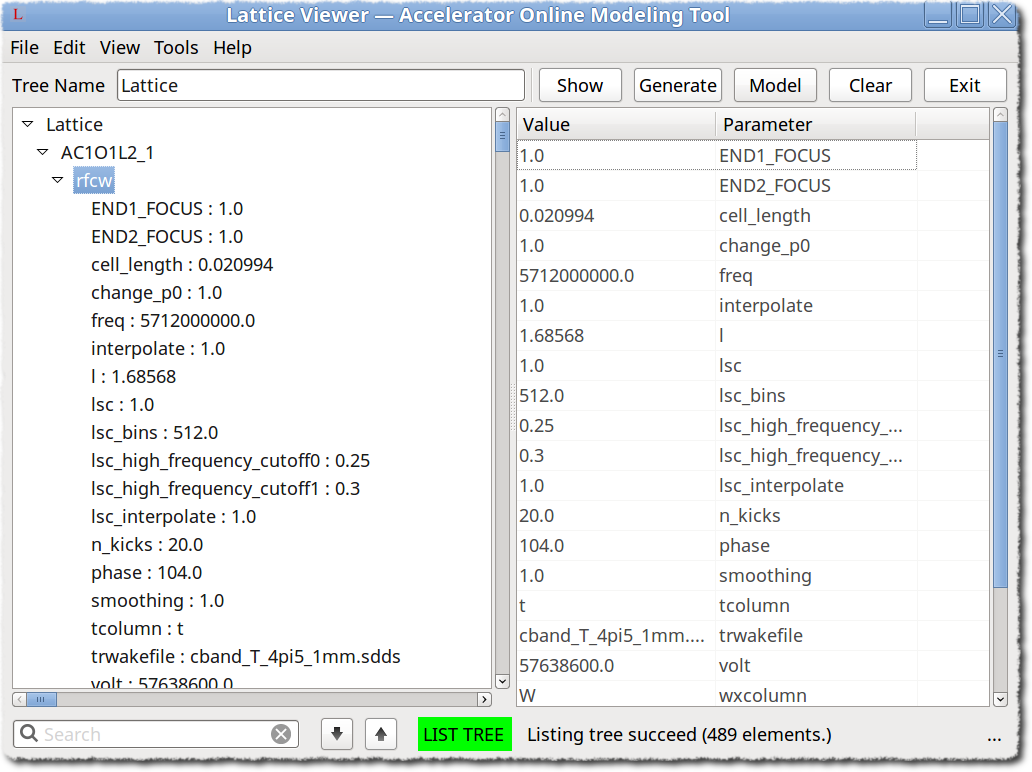 L Lattice Viewer — Accelerator Online Modeling Tool
File Edit View Tools Help
Tree Name Lattice Show Generate Model Clear Exit
Lattice
AC1O1L2_1
rfcw
END1_FOCUS : 1.0
END2_FOCUS : 1.0
cell_length : 0.020994
change_p0 : 1.0
freq : 5712000000.0
interpolate : 1.0
l : 1.68568
lsc : 1.0
lsc_bins : 512.0
lsc_high_frequency_cutoff0 : 0.25
lsc_high_frequency_cutoff1 : 0.3
lsc_interpolate : 1.0
n_kicks : 20.0
phase : 104.0
smoothing : 1.0
tcolumn : t
trwakefile : cband_T_4pi5_1mm.sdds
volt : 57638600.0
Value Parameter
1.0 END1_FOCUS
1.0 END2_FOCUS
0.020994 cell_length
1.0 change_p0
5712000000.0 freq
1.0 interpolate
1.68568 l
1.0 lsc
512.0 lsc_bins
0.25 lsc_high_frequency_...
0.3 lsc_high_frequency_...
1.0 lsc_interpolate
20.0 n_kicks
104.0 phase
1.0 smoothing
t tcolumn
cband_T_4pi5_1mm.... trwakefile
57638600.0 volt
W wxcolumn
Search LIST TREE Listing tree succeed (489 elements.) ...